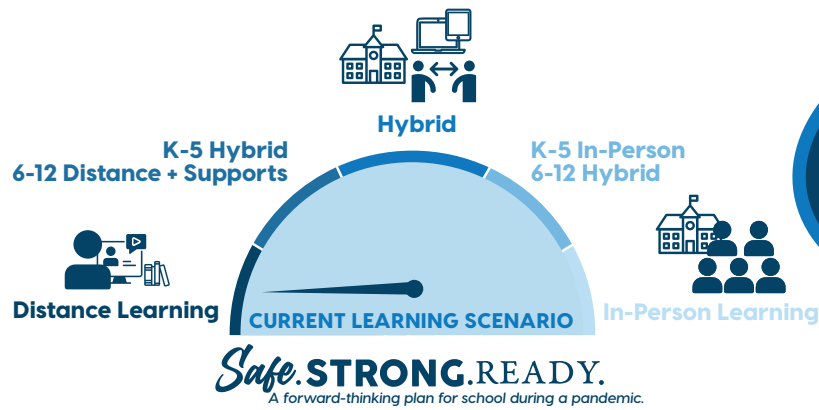 Hybrid
K-5 Hybrid
6-12 Distance + Supports
K-5 In-Person
6-12 Hybrid
Distance Learning
In-Person Learning
CURRENT LEARNING SCENARIO
Safe.STRONG.READY.
A forward-thinking plan for school during a pandemic.